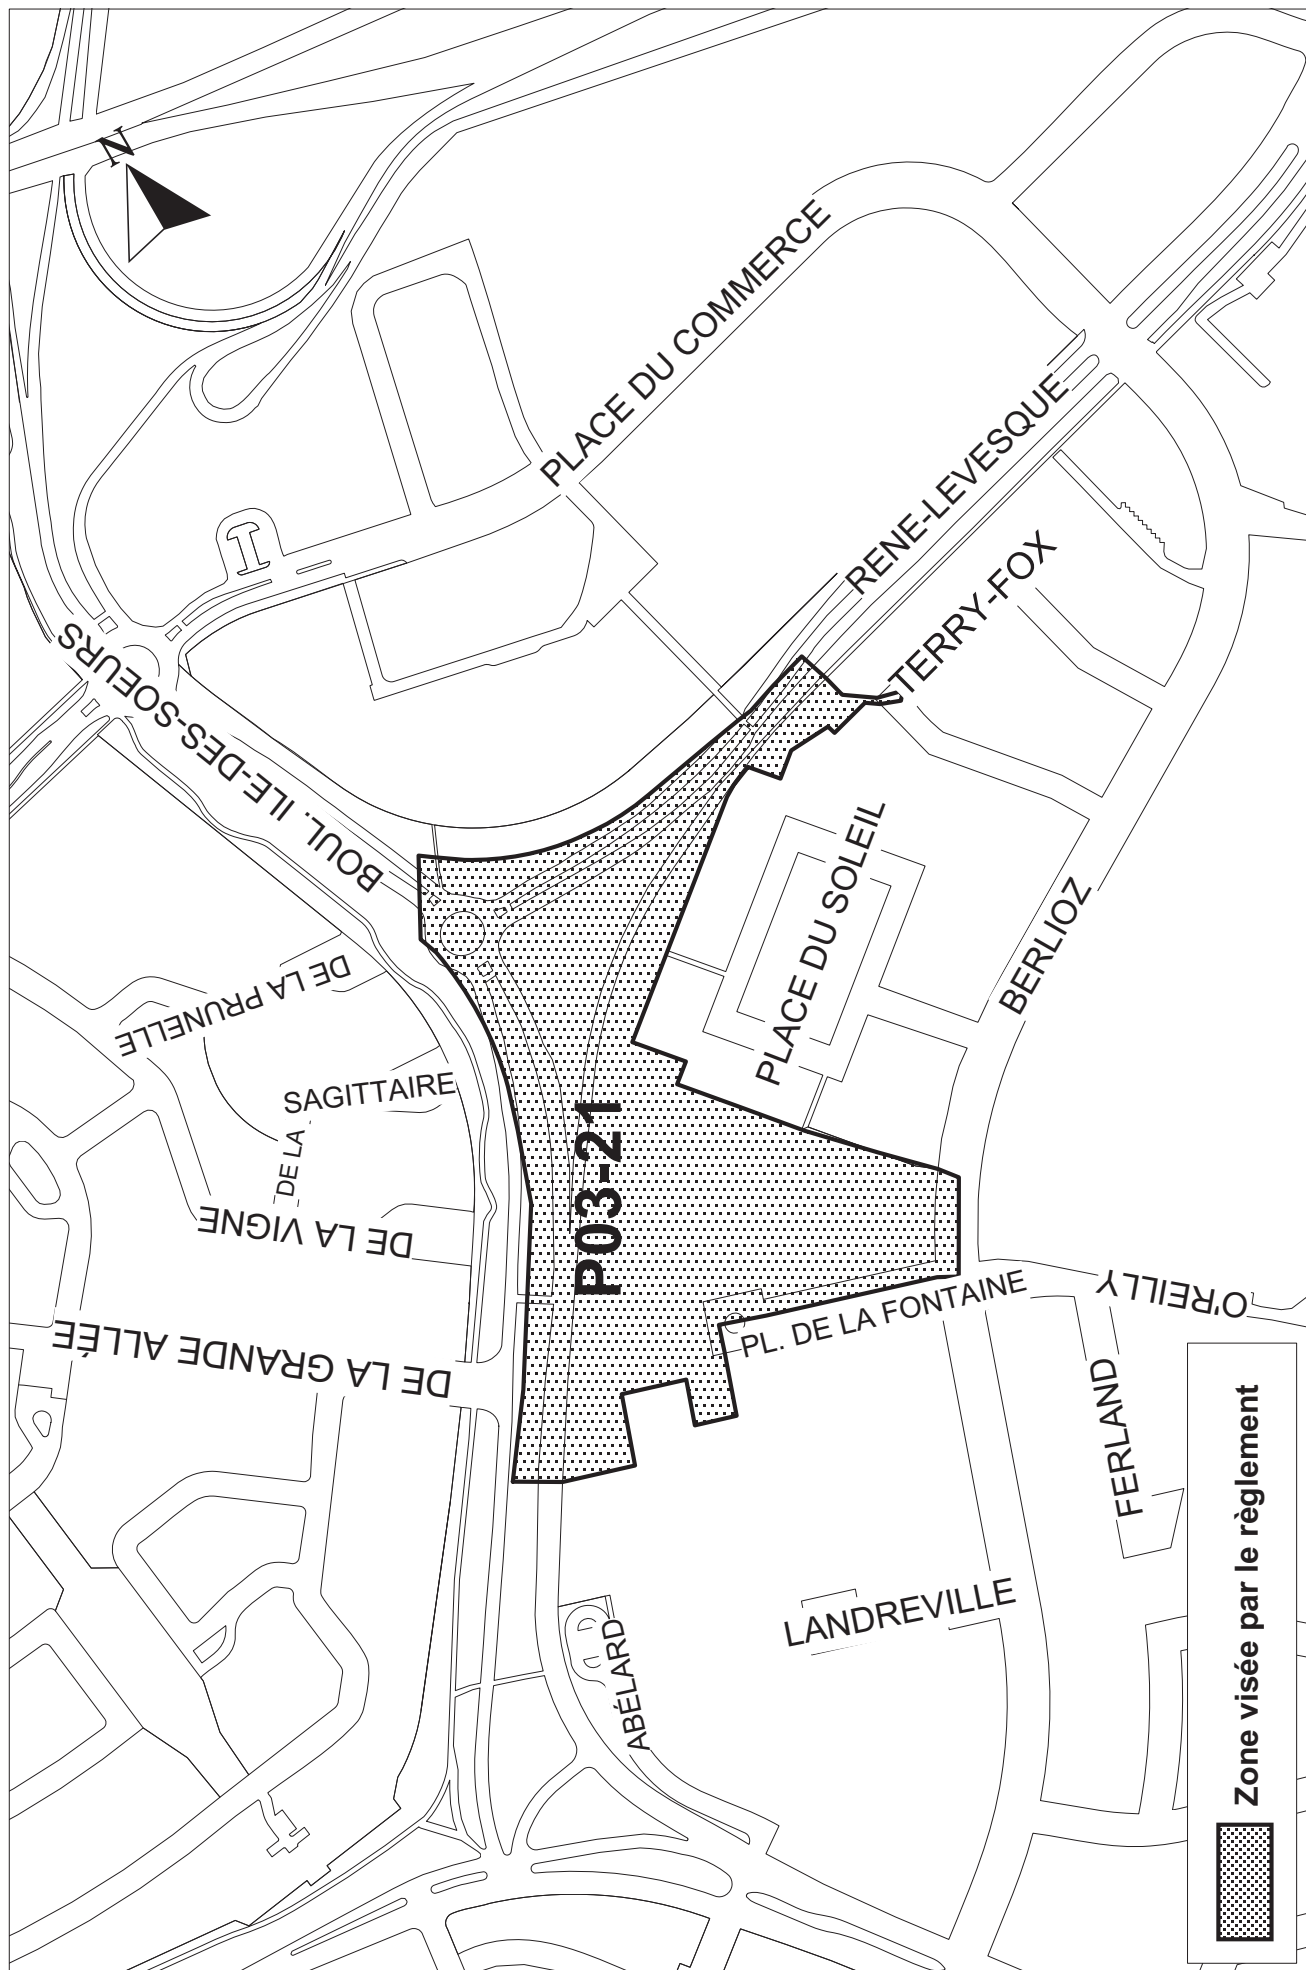 N
PLACE DU COMMERCE
RENE-LEVESQUE
TERRY-FOX
BOUL. ILE-DES-SOEURS
DE LA PRUNELLE
DE LA SAGITTAIRE
DE LA VIGNE
DE LA GRANDE ALLÉE
P03-21
PLACE DU SOLEIL
BERLIOZ
PL. DE LA FONTAINE
O'REILLY
FERLAND
LANDREVILLE
ABÉLARD
Zone visée par le règlement